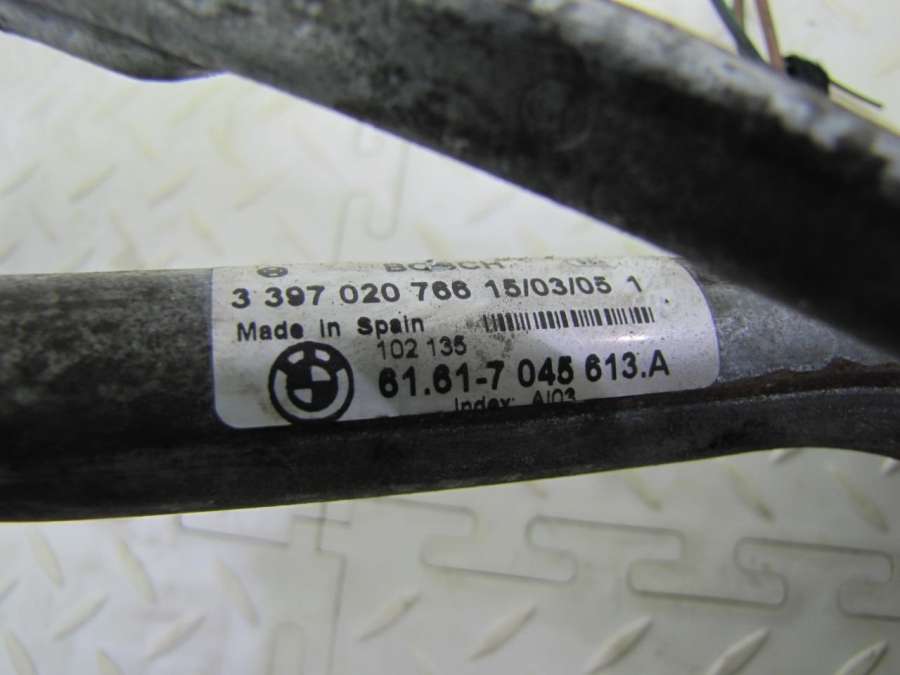 BOSCH
3 397 020 766 15/03/05 1
Made in Spain
102 135
61.61-7 045 613.A
Index: AI03